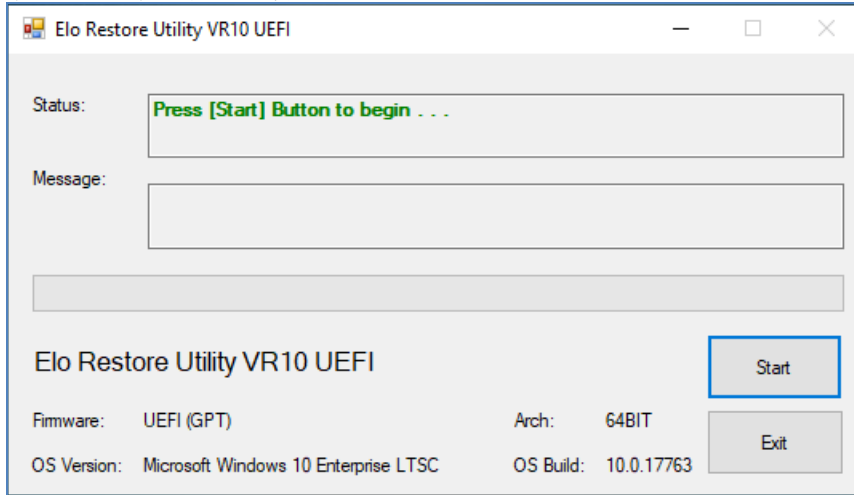 Elo Restore Utility VR10 UEFI
Status:
Press [Start] Button to begin . . .
Message:
Elo Restore Utility VR10 UEFI
Start
Firmware: UEFI (GPT) Arch: 64BIT
Exit
OS Version: Microsoft Windows 10 Enterprise LTSC OS Build: 10.0.17763